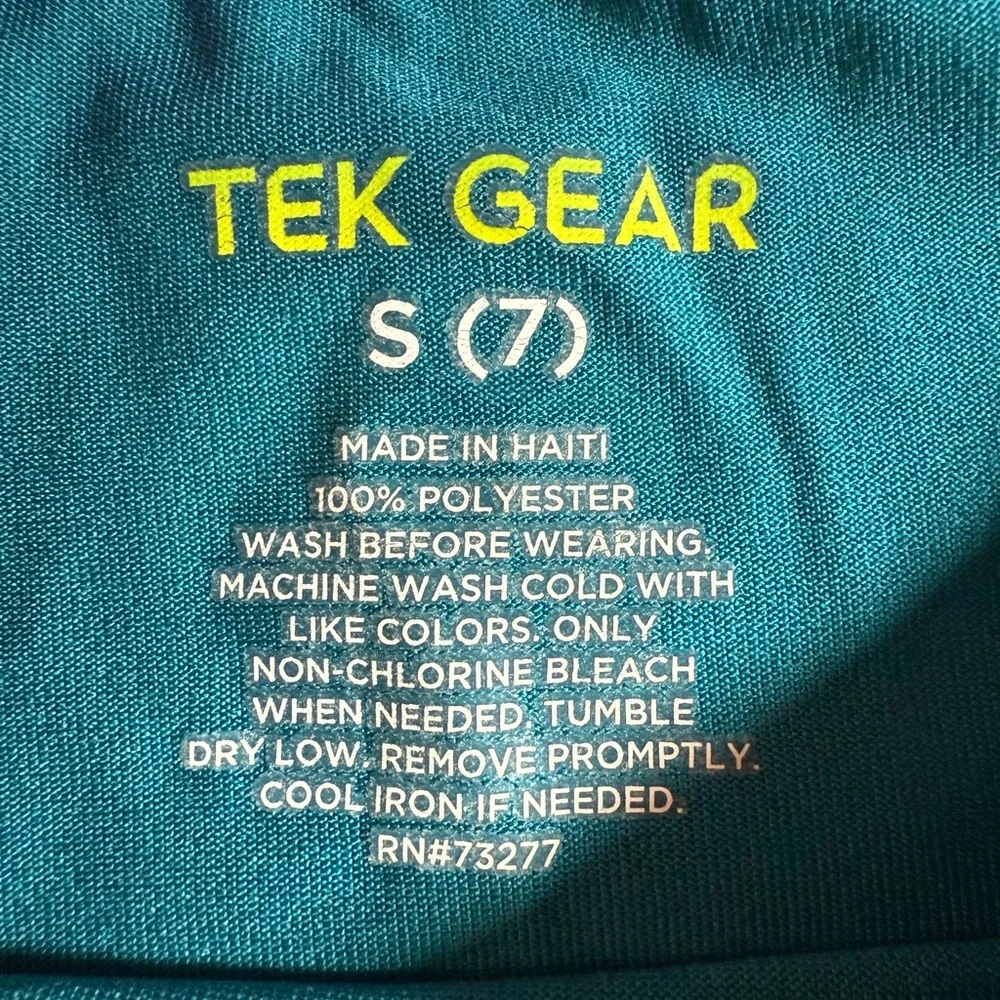 TEK GEAR
S (7)
MADE IN HAITI
100% POLYESTER
WASH BEFORE WEARING.
MACHINE WASH COLD WITH
LIKE COLORS. ONLY
NON-CHLORINE BLEACH
WHEN NEEDED. TUMBLE
DRY LOW. REMOVE PROMPTLY.
COOL IRON IF NEEDED.
RN#73277